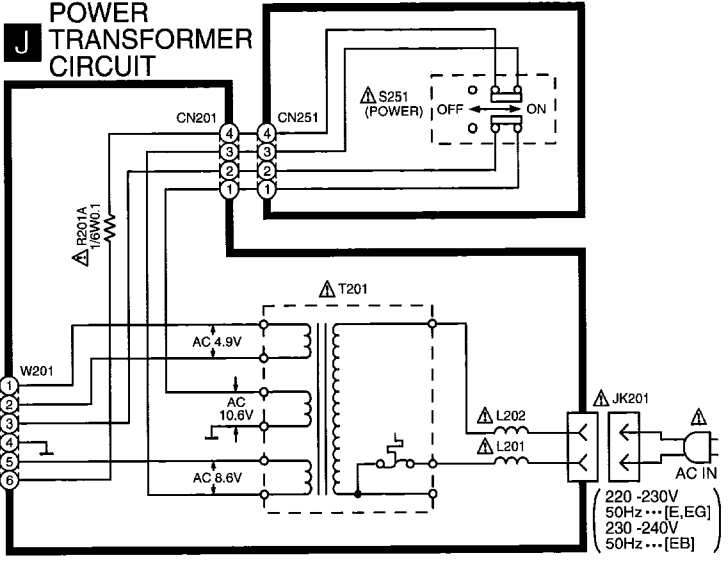 J
POWER
TRANSFORMER
CIRCUIT
CN201
CN251
4
3
2
1
4
3
2
1
⚠ S251
(POWER)
OFF
ON
⚠ R201A
1/6W0.1
⚠ T201
AC 4.9V
AC
10.6V
AC 8.6V
W201
1
2
3
4
5
6
⚠ L202
⚠ L201
⚠ JK201
⚠
AC IN
220 -230V
50Hz ··· [E,EG]
230 -240V
50Hz ··· [EB]